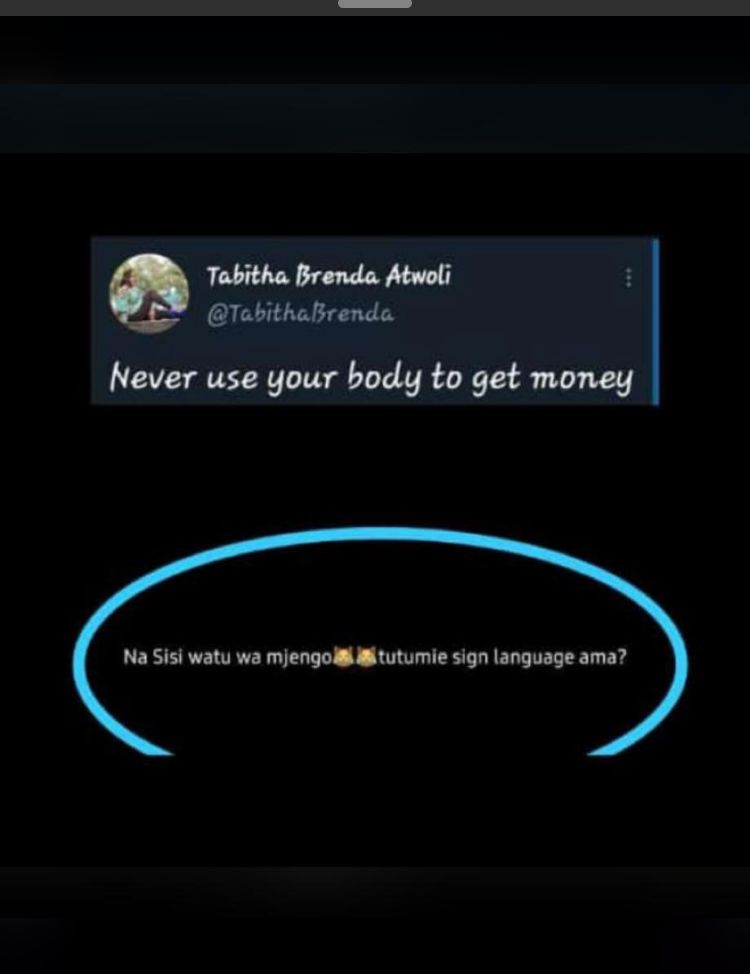 Tabitha Brenda Atwoli
@TabithaBrenda
Never use your body to get money
Na Sisi watu wa mjengo😹😹tutumie sign language ama?